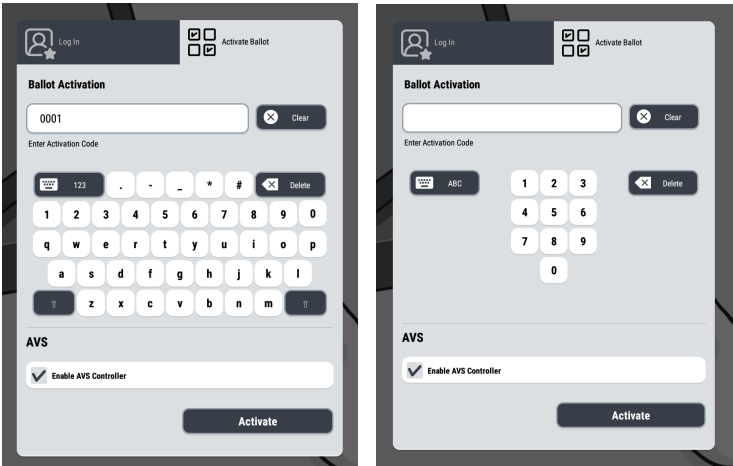 Log In
Activate Ballot
Ballot Activation
0001
Clear
Enter Activation Code
123 . - _ * # Delete
1 2 3 4 5 6 7 8 9 0
q w e r t y u i o p
a s d f g h j k l
⇧ z x c v b n m ⇧
AVS
Enable AVS Controller
Activate
Log In
Activate Ballot
Ballot Activation
Clear
Enter Activation Code
ABC 1 2 3 Delete
4 5 6
7 8 9
0
AVS
Enable AVS Controller
Activate